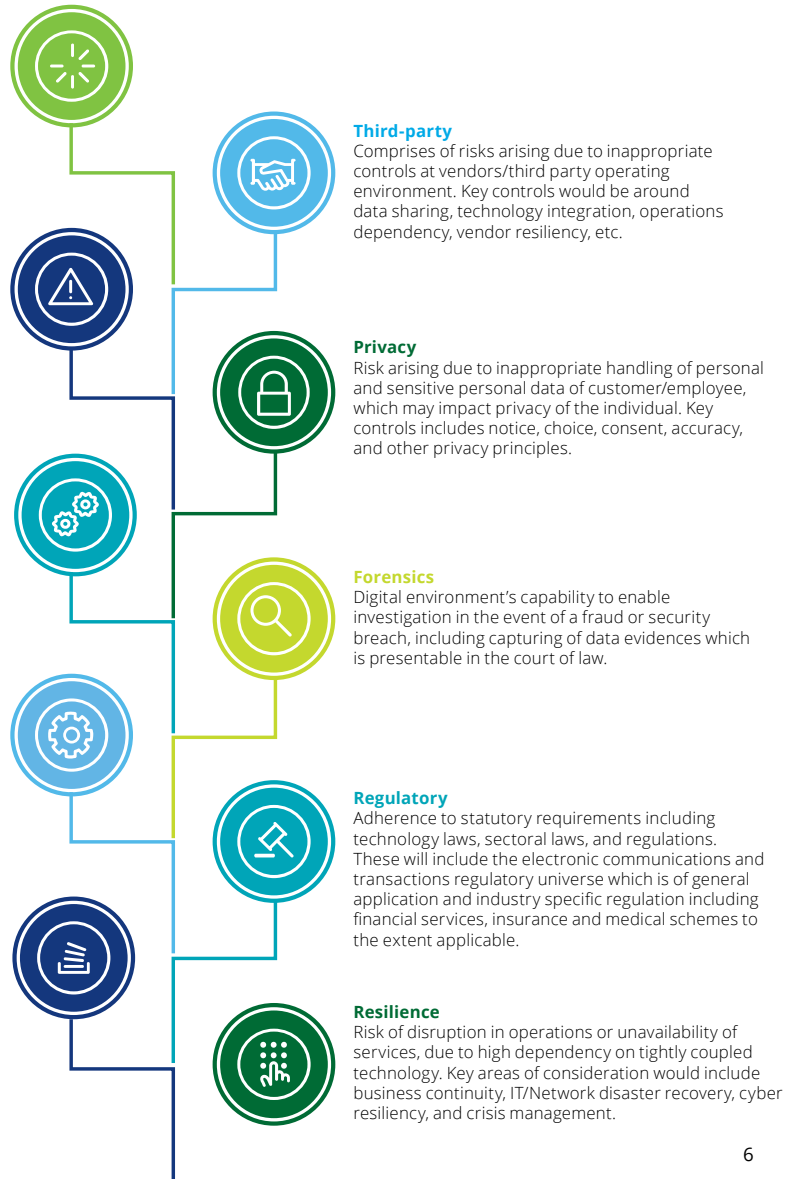 Third-party
Comprises of risks arising due to inappropriate
controls at vendors/third party operating
environment. Key controls would be around
data sharing, technology integration, operations
dependency, vendor resiliency, etc.
Privacy
Risk arising due to inappropriate handling of personal
and sensitive personal data of customer/employee,
which may impact privacy of the individual. Key
controls includes notice, choice, consent, accuracy,
and other privacy principles.
Forensics
Digital environment's capability to enable
investigation in the event of a fraud or security
breach, including capturing of data evidences which
is presentable in the court of law.
Regulatory
Adherence to statutory requirements including
technology laws, sectoral laws, and regulations.
These will include the electronic communications and
transactions regulatory universe which is of general
application and industry specific regulation including
financial services, insurance and medical schemes to
the extent applicable.
Resilience
Risk of disruption in operations or unavailability of
services, due to high dependency on tightly coupled
technology. Key areas of consideration would include
business continuity, IT/Network disaster recovery, cyber
resiliency, and crisis management.
6